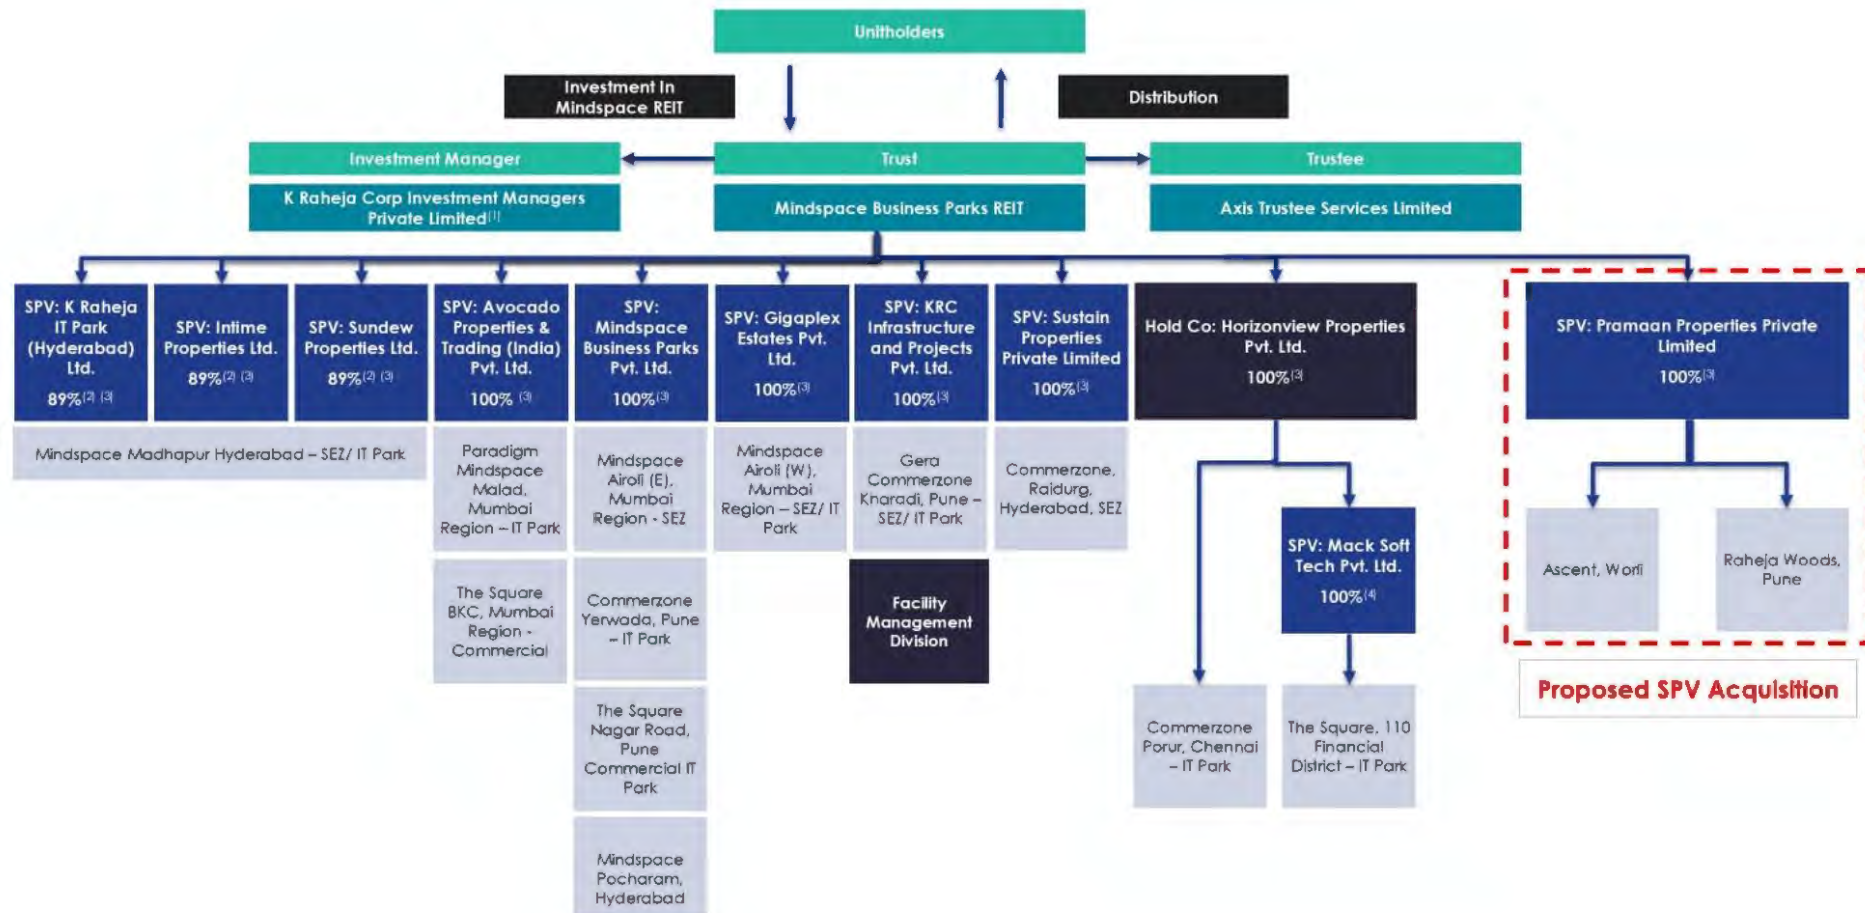 Unitholders
Investment In
Mindspace REIT
Distribution
Investment Manager
Trust
Trustee
K Raheja Corp Investment Managers
Private Limited(1)
Mindspace Business Parks REIT
Axis Trustee Services Limited
SPV: K Raheja
IT Park
(Hyderabad)
Ltd.
89%(2) (3)
SPV: Intime
Properties Ltd.
89%(2) (3)
SPV: Sundew
Properties Ltd.
89%(2) (3)
SPV: Avocado
Properties &
Trading (India)
Pvt. Ltd.
100% (3)
SPV:
Mindspace
Business Parks
Pvt. Ltd.
100%(3)
SPV: Gigaplex
Estates Pvt.
Ltd.
100%(3)
SPV: KRC
Infrastructure
and Projects
Pvt. Ltd.
100%(3)
SPV: Sustain
Properties
Private Limited
100%(3)
Hold Co: Horizonview Properties
Pvt. Ltd.
100%(3)
SPV: Pramaan Properties Private
Limited
100%(3)
Mindspace Madhapur Hyderabad – SEZ/ IT Park
Paradigm
Mindspace
Malad,
Mumbai
Region – IT Park
Mindspace
Airoli (E),
Mumbai
Region - SEZ
Mindspace
Airoli (W),
Mumbai
Region – SEZ/ IT
Park
Gera
Commerzone
Kharadi, Pune –
SEZ/ IT Park
Commerzone,
Raidurg,
Hyderabad, SEZ
SPV: Mack Soft
Tech Pvt. Ltd.
100%(4)
Ascent, Worli
Raheja Woods,
Pune
The Square
BKC, Mumbai
Region -
Commercial
Commerzone
Yerwada, Pune
– IT Park
Facility
Management
Division
Proposed SPV Acquisition
The Square
Nagar Road,
Pune
Commercial IT
Park
Commerzone
Porur, Chennai
– IT Park
The Square, 110
Financial
District – IT Park
Mindspace
Pocharam,
Hyderabad